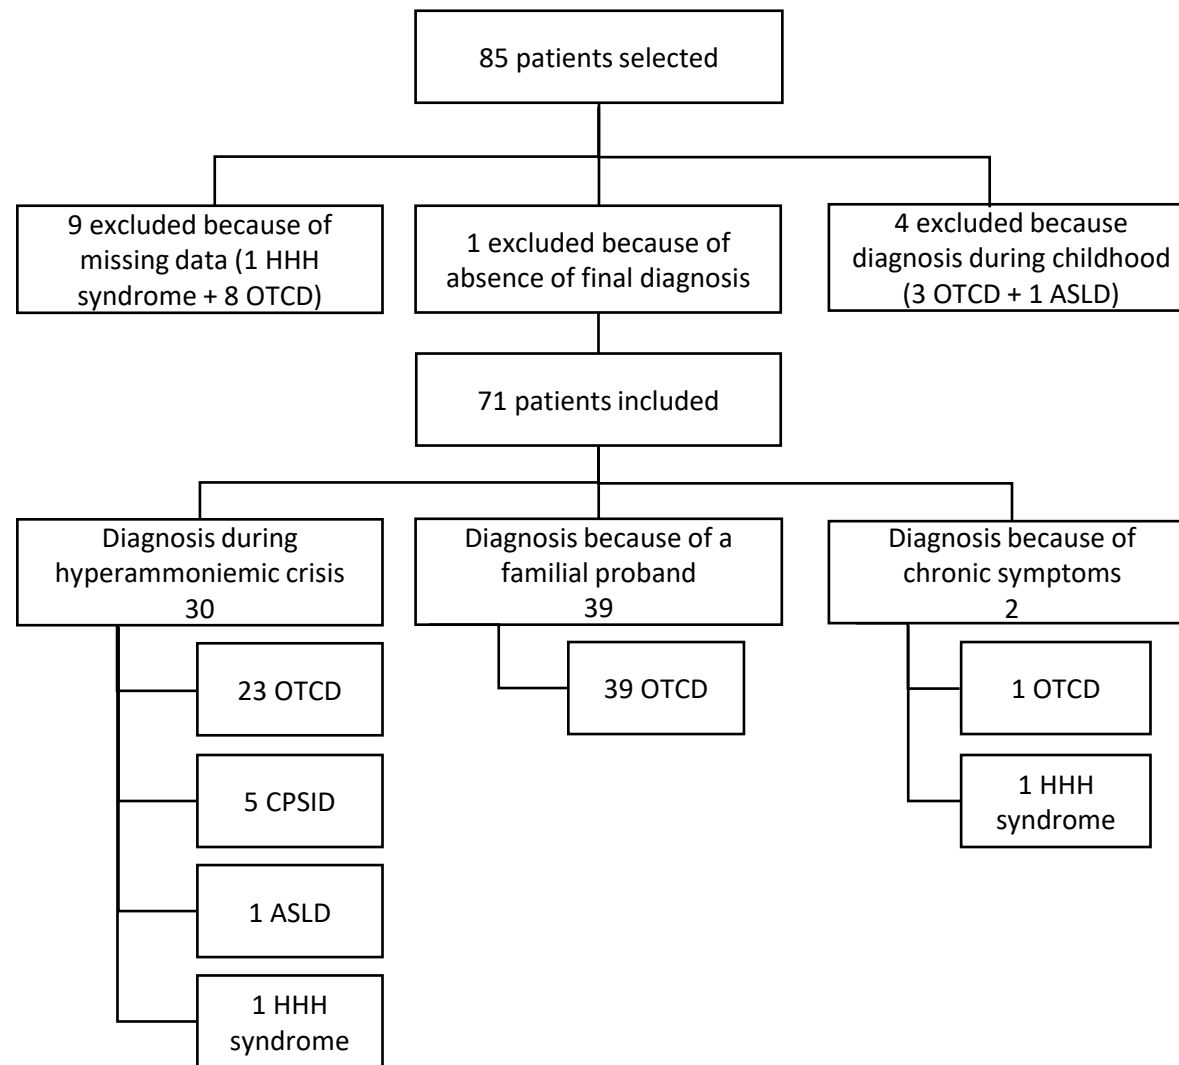 85 patients selected
9 excluded because of
missing data (1 HHH
syndrome + 8 OTCD)
1 excluded because of
absence of final diagnosis
4 excluded because
diagnosis during childhood
(3 OTCD + 1 ASLD)
71 patients included
Diagnosis during
hyperammoniemic crisis
30
Diagnosis because of a
familial proband
39
Diagnosis because of
chronic symptoms
2
23 OTCD
5 CPSID
1 ASLD
1 HHH
syndrome
39 OTCD
1 OTCD
1 HHH
syndrome